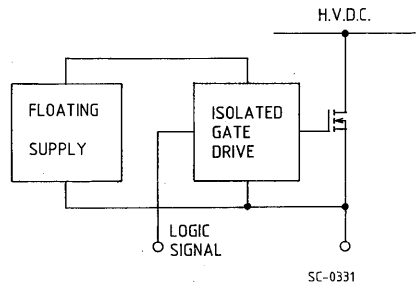 H.V.D.C.
FLOATING
SUPPLY
ISOLATED
GATE
DRIVE
LOGIC
SIGNAL
SC-0331